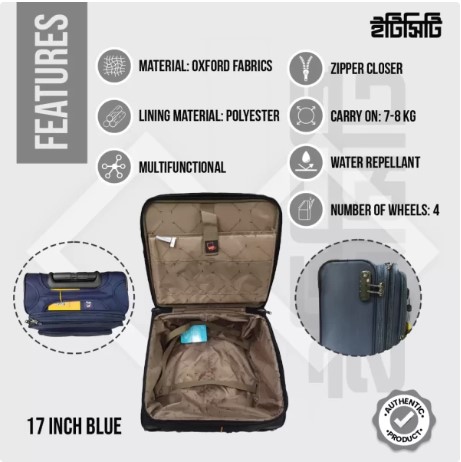 FEATURES
MATERIAL: OXFORD FABRICS
LINING MATERIAL: POLYESTER
MULTIFUNCTIONAL
ZIPPER CLOSER
CARRY ON: 7-8 KG
WATER REPELLANT
NUMBER OF WHEELS: 4
17 INCH BLUE
AUTHENTIC
PRODUCT